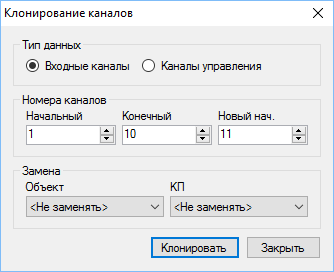 Клонирование каналов
Тип данных
Входные каналы Каналы управления
Номера каналов
Начальный Конечный Новый нач.
1 10 11
Замена
Объект КП
<Не заменять> <Не заменять>
Клонировать Закрыть